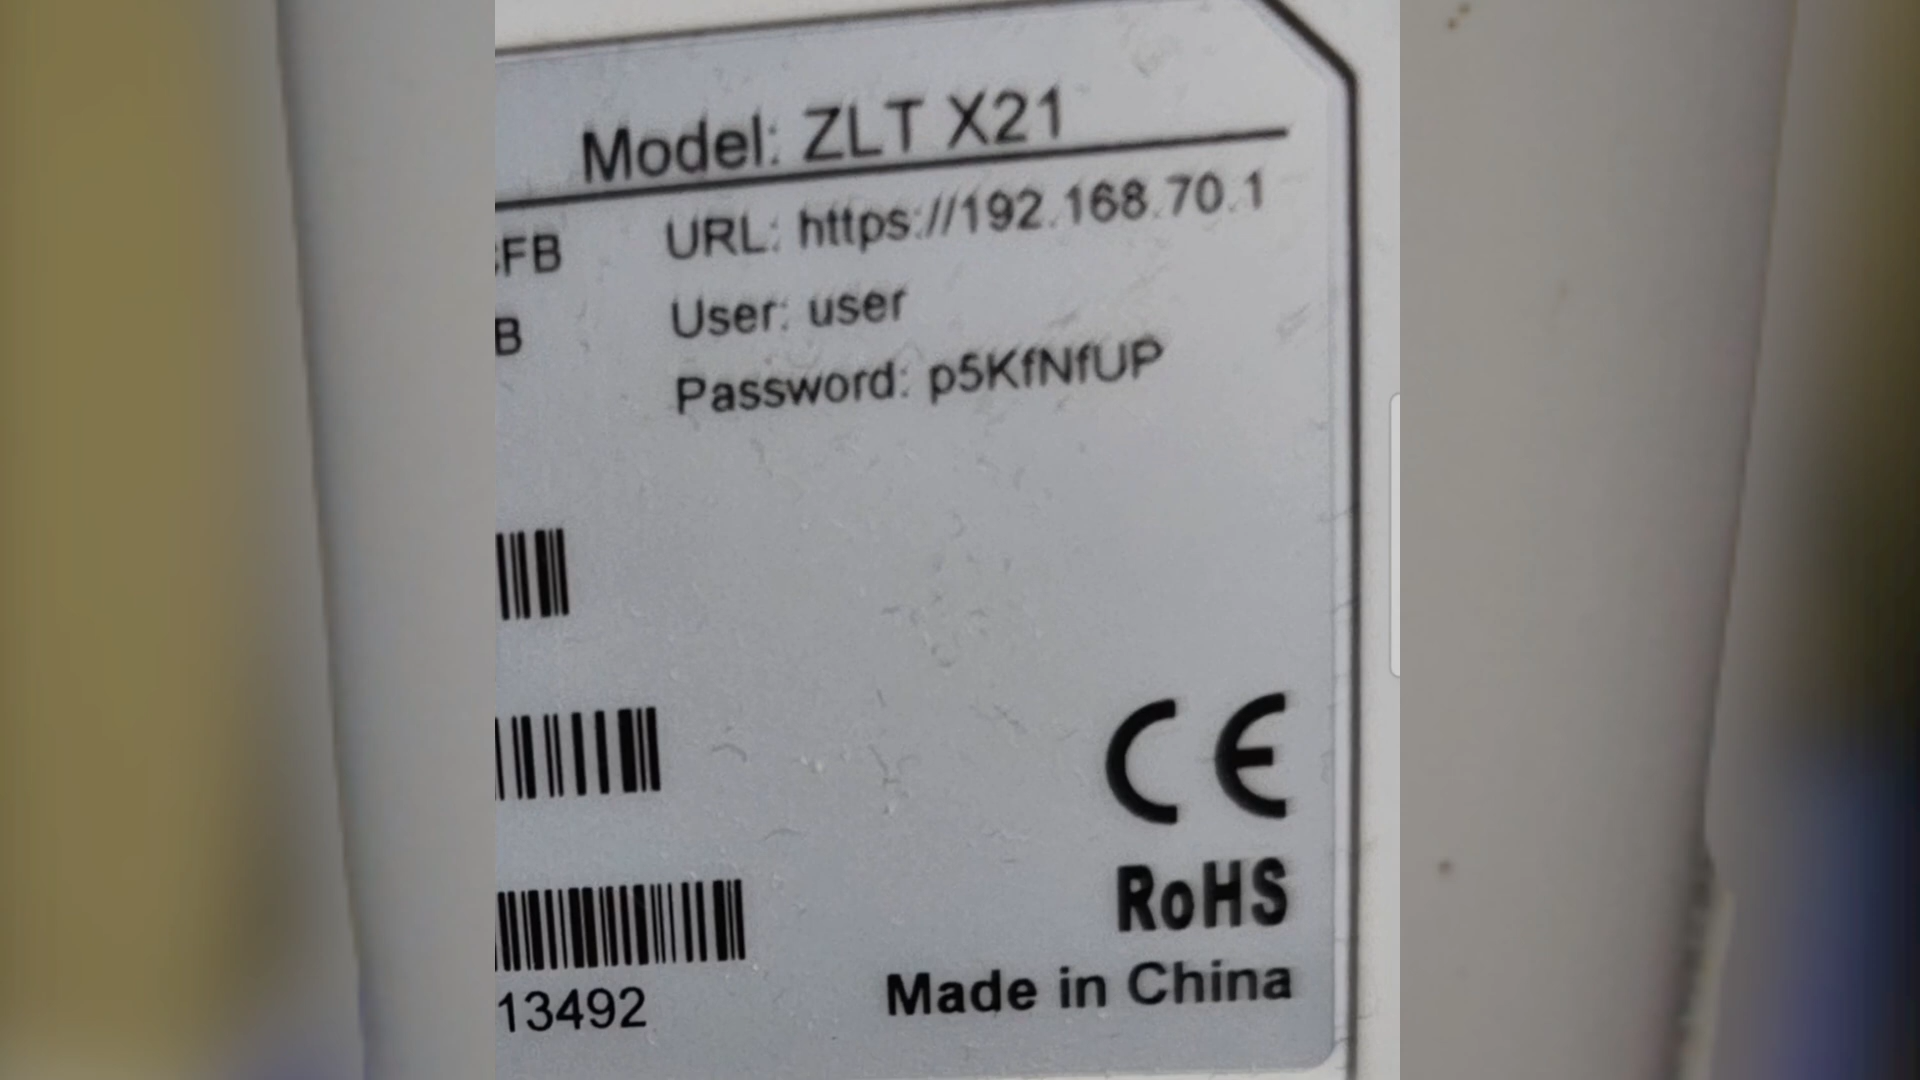 Model: ZLT X21
FB
URL: https://192.168.70.1
B
User: user
Password: p5KfNfUP
CE
RoHS
13492
Made in China